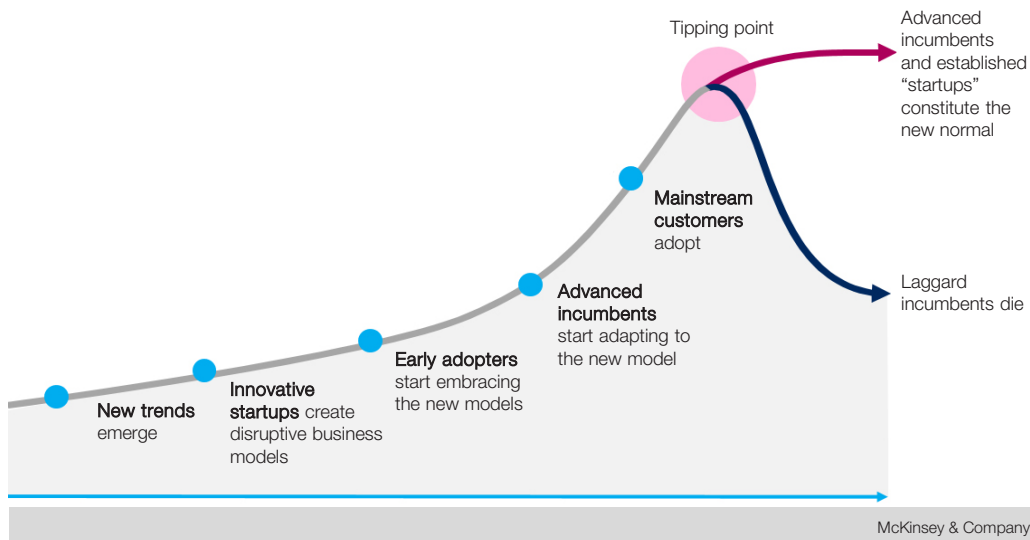 Tipping point
Advanced
incumbents
and established
“startups”
constitute the
new normal
Mainstream
customers
adopt
Laggard
incumbents die
Advanced
incumbents
start adapting to
the new model
Early adopters
start embracing
the new models
Innovative
startups create
disruptive business
models
New trends
emerge
McKinsey & Company